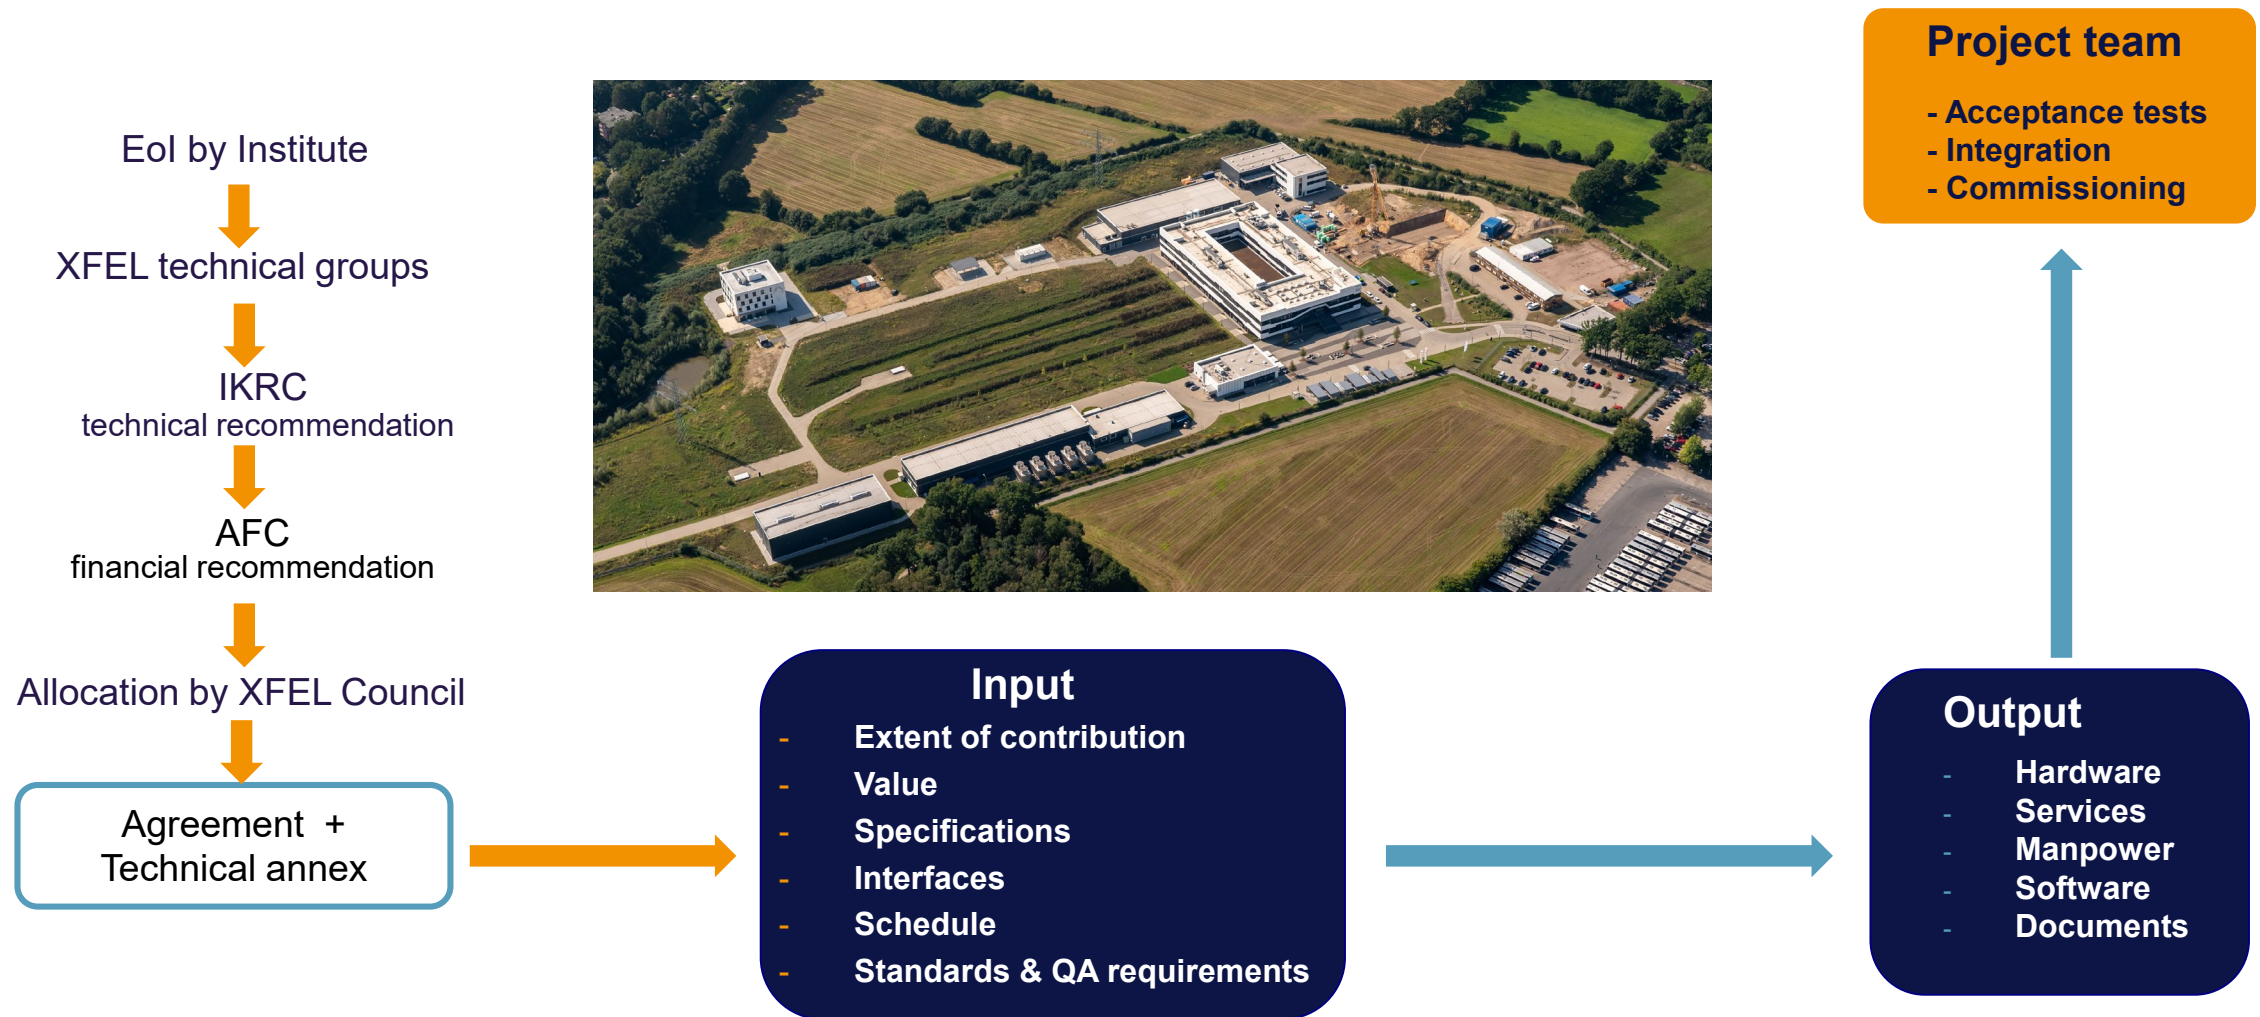 EoI by Institute
XFEL technical groups
IKRC
technical recommendation
AFC
financial recommendation
Allocation by XFEL Council
Agreement +
Technical annex
Input
- Extent of contribution
- Value
- Specifications
- Interfaces
- Schedule
- Standards & QA requirements
Output
- Hardware
- Services
- Manpower
- Software
- Documents
Project team
- Acceptance tests
- Integration
- Commissioning